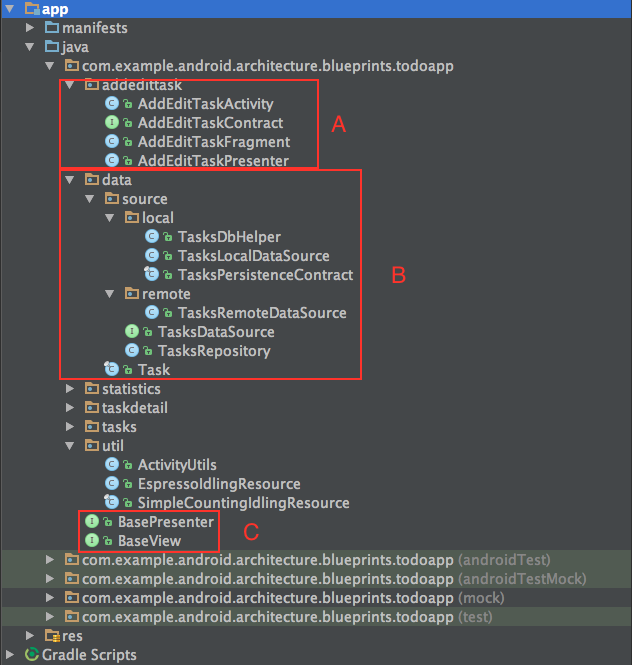 app
manifests
java
com.example.android.architecture.blueprints.todoapp
addedittask
C AddEditTaskActivity
I AddEditTaskContract
C AddEditTaskFragment
C AddEditTaskPresenter
A
data
source
local
C TasksDbHelper
C TasksLocalDataSource
C TasksPersistenceContract
B
remote
C TasksRemoteDataSource
I TasksDataSource
C TasksRepository
C Task
statistics
taskdetail
tasks
util
C ActivityUtils
C EspressoIdlingResource
C SimpleCountingIdlingResource
I BasePresenter
I BaseView
C
com.example.android.architecture.blueprints.todoapp (androidTest)
com.example.android.architecture.blueprints.todoapp (androidTestMock)
com.example.android.architecture.blueprints.todoapp (mock)
com.example.android.architecture.blueprints.todoapp (test)
res
Gradle Scripts